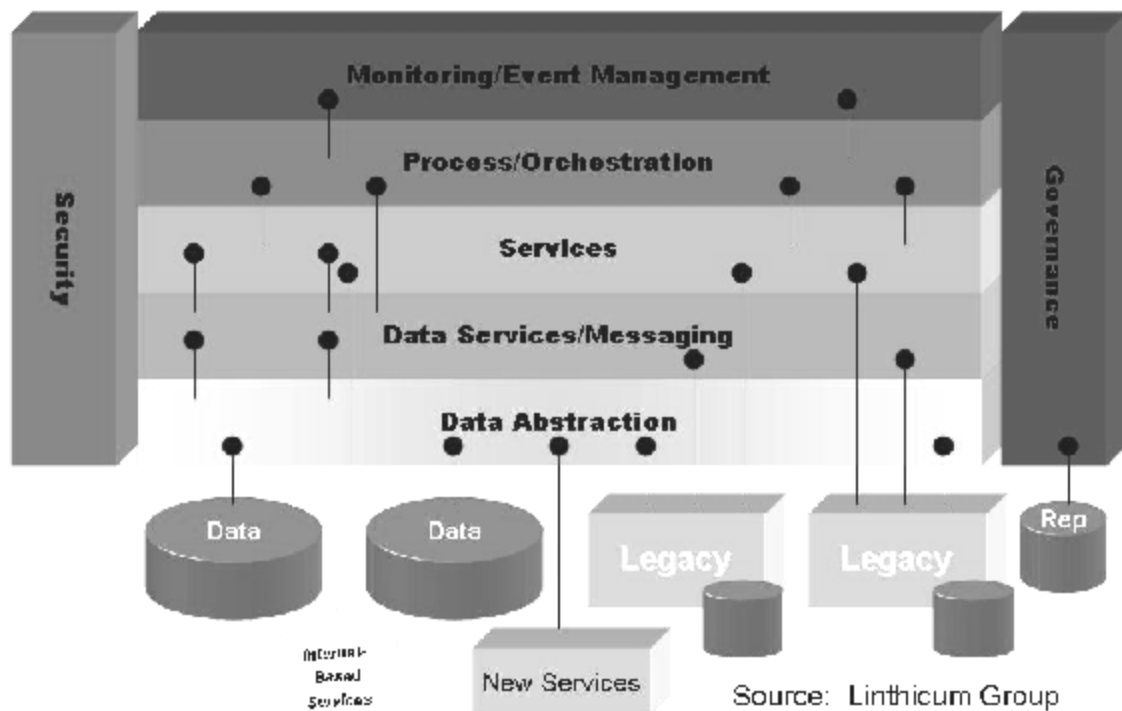 Monitoring/Event Management
Process/Orchestration
Services
Data Services/Messaging
Data Abstraction
Security
Governance
Data
Data
Legacy
Legacy
Rep
Based
Services
New Services
Source: Linthicum Group